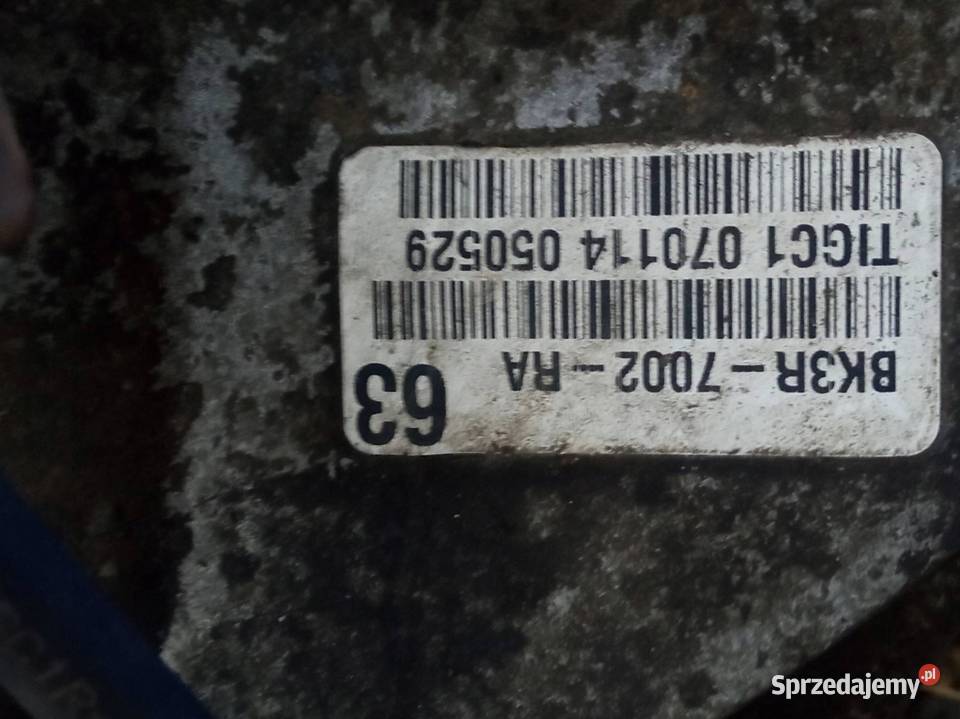 BK3R-7002-RA
63
TIGC1 070114 050529
Sprzedajemy.pl